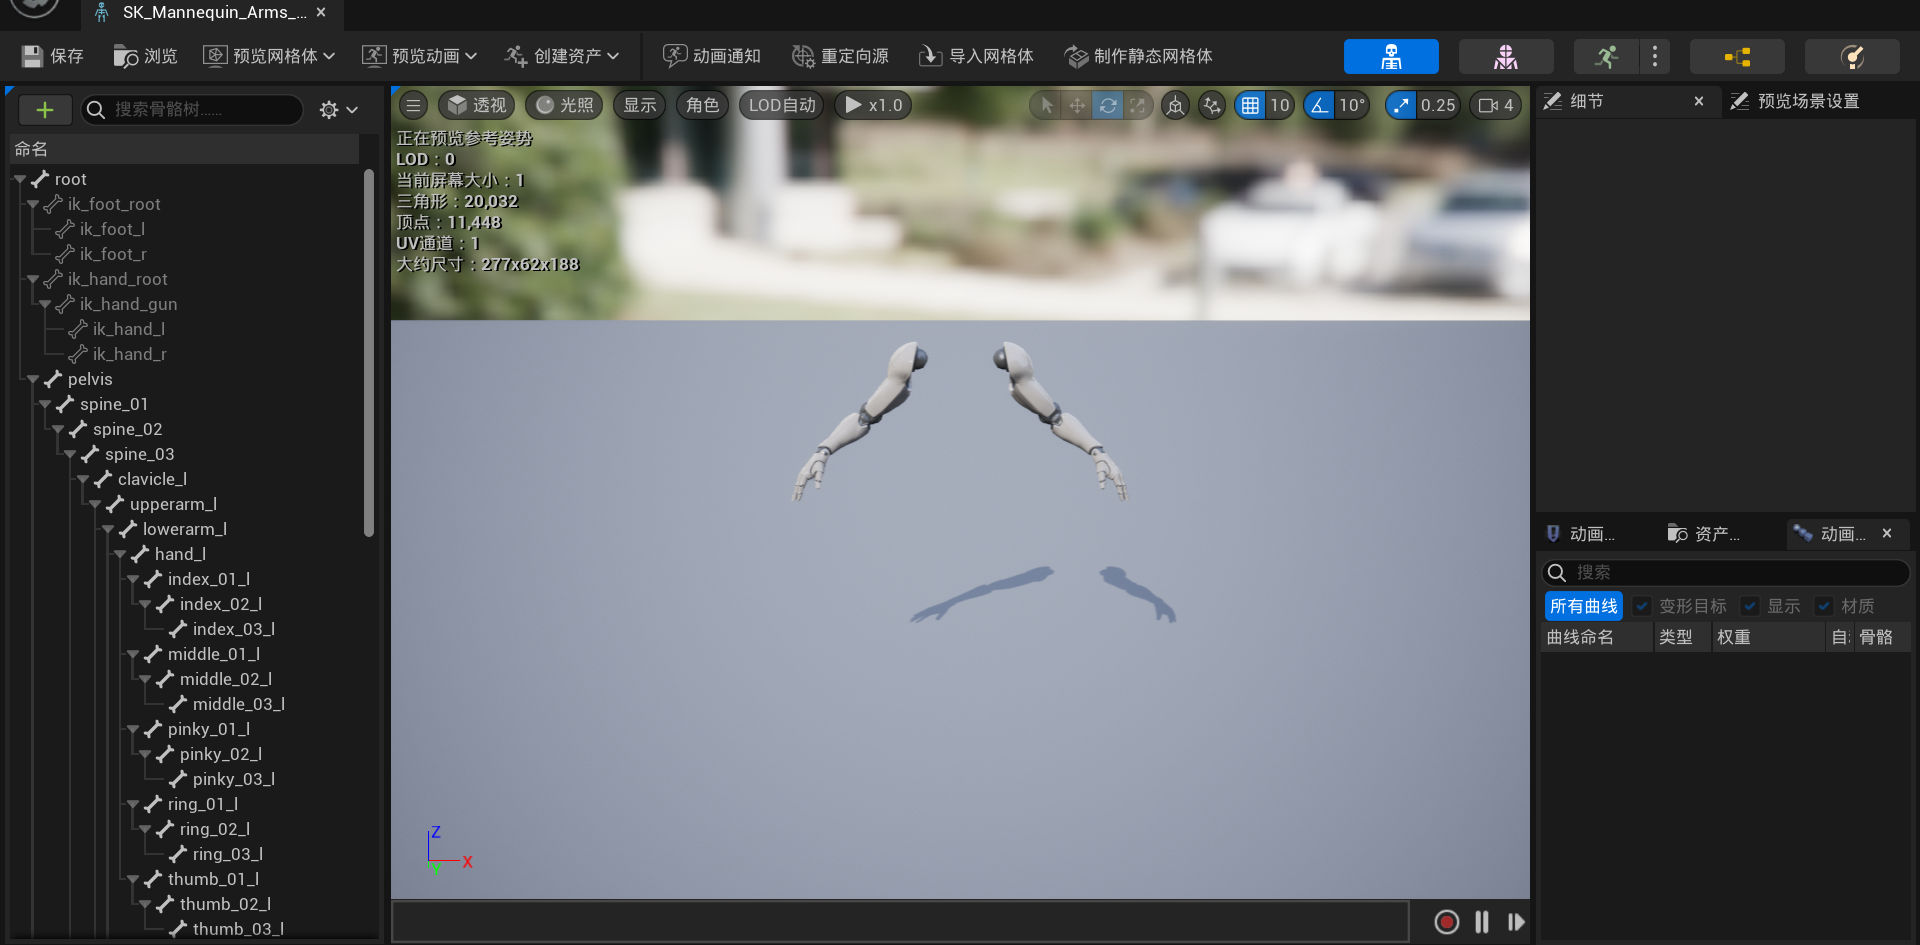 SK_Mannequin_Arms_...
保存
浏览
预览网格体
预览动画
创建资产
动画通知
重定向源
导入网格体
制作静态网格体
搜索骨骼树......
命名
root
ik_foot_root
ik_foot_l
ik_foot_r
ik_hand_root
ik_hand_gun
ik_hand_l
ik_hand_r
pelvis
spine_01
spine_02
spine_03
clavicle_l
upperarm_l
lowerarm_l
hand_l
index_01_l
index_02_l
index_03_l
middle_01_l
middle_02_l
middle_03_l
pinky_01_l
pinky_02_l
pinky_03_l
ring_01_l
ring_02_l
ring_03_l
thumb_01_l
thumb_02_l
thumb_03_l
透视
光照
显示
角色
LOD自动
x1.0
10
10°
0.25
4
正在预览参考姿势
LOD：0
当前屏幕大小：1
三角形：20,032
顶点：11,448
UV通道：1
大约尺寸：277x62x188
Z
X
y
细节
预览场景设置
动画...
资产...
动画...
搜索
所有曲线
变形目标
显示
材质
曲线命名
类型
权重
自
骨骼